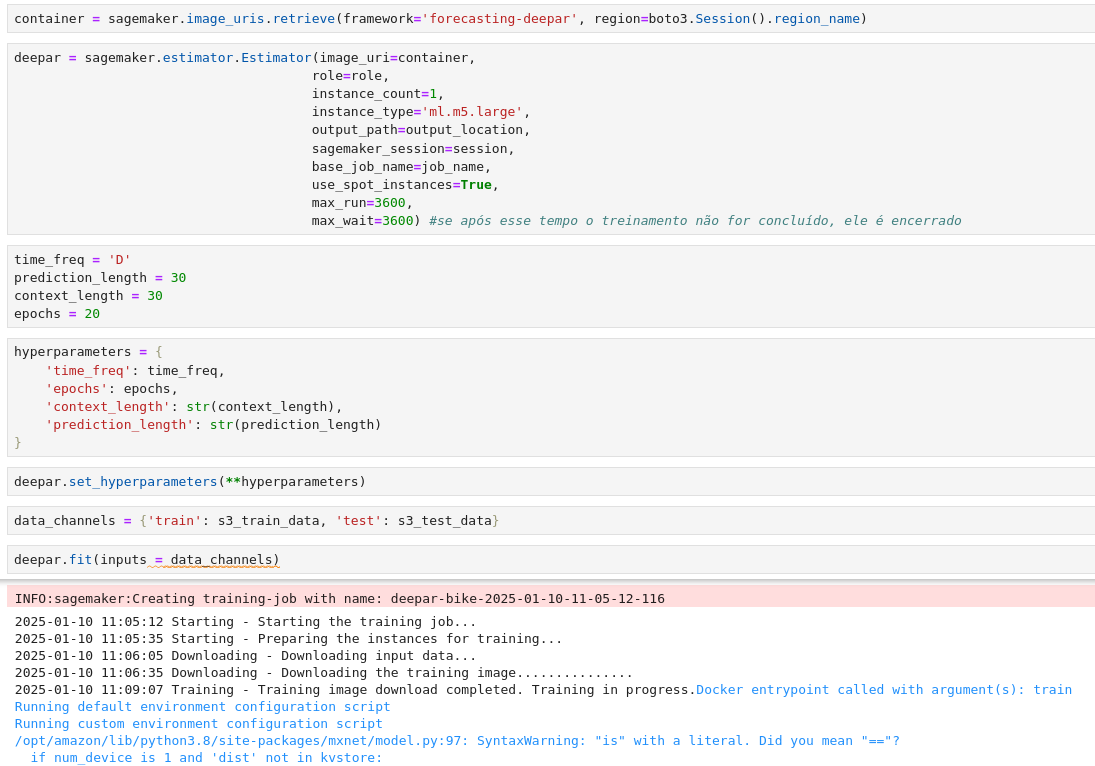 container = sagemaker.image_uris.retrieve(framework='forecasting-deepar', region=boto3.Session().region_name)
deepar = sagemaker.estimator.Estimator(image_uri=container,
role=role,
instance_count=1,
instance_type='ml.m5.large',
output_path=output_location,
sagemaker_session=session,
base_job_name=job_name,
use_spot_instances=True,
max_run=3600,
max_wait=3600) #se após esse tempo o treinamento não for concluído, ele é encerrado
time_freq = 'D'
prediction_length = 30
context_length = 30
epochs = 20
hyperparameters = {
'time_freq': time_freq,
'epochs': epochs,
'context_length': str(context_length),
'prediction_length': str(prediction_length)
}
deepar.set_hyperparameters(**hyperparameters)
data_channels = {'train': s3_train_data, 'test': s3_test_data}
deepar.fit(inputs = data_channels)
INFO:sagemaker:Creating training-job with name: deepar-bike-2025-01-10-11-05-12-116
2025-01-10 11:05:12 Starting - Starting the training job...
2025-01-10 11:05:35 Starting - Preparing the instances for training...
2025-01-10 11:06:05 Downloading - Downloading input data...
2025-01-10 11:06:35 Downloading - Downloading the training image...............
2025-01-10 11:09:07 Training - Training image download completed. Training in progress.Docker entrypoint called with argument(s): train
Running default environment configuration script
Running custom environment configuration script
/opt/amazon/lib/python3.8/site-packages/mxnet/model.py:97: SyntaxWarning: "is" with a literal. Did you mean "=="?
if num_device is 1 and 'dist' not in kvstore: